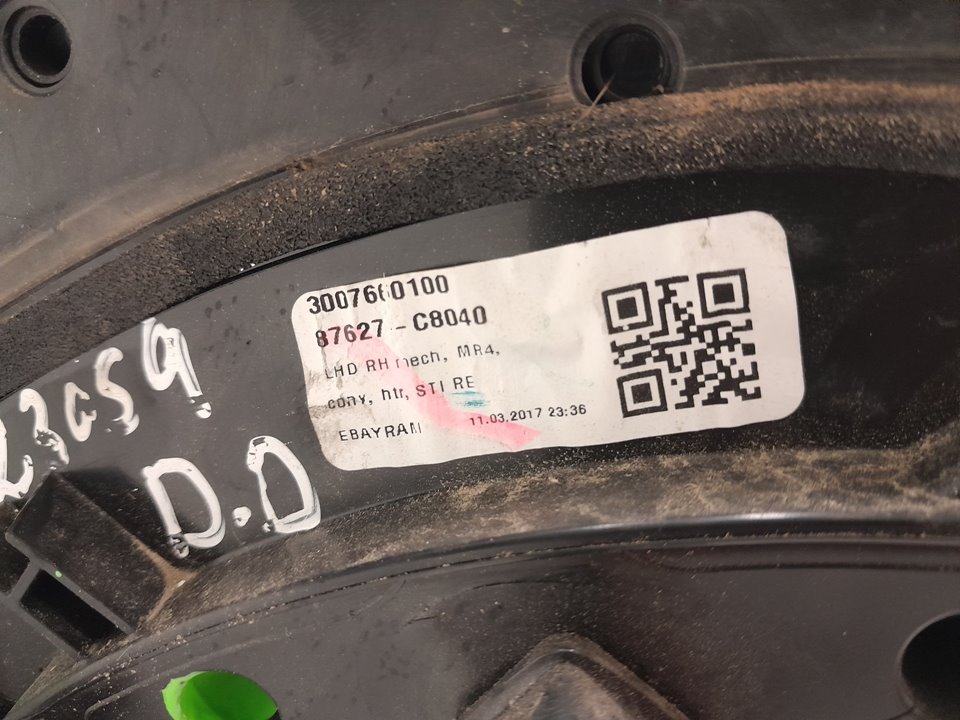 3007660100
87627 - C8040
LHD RH mech, MR4,
conv, htr, STI RE
EBAYRAM 11.03.2017 23:36
D.D